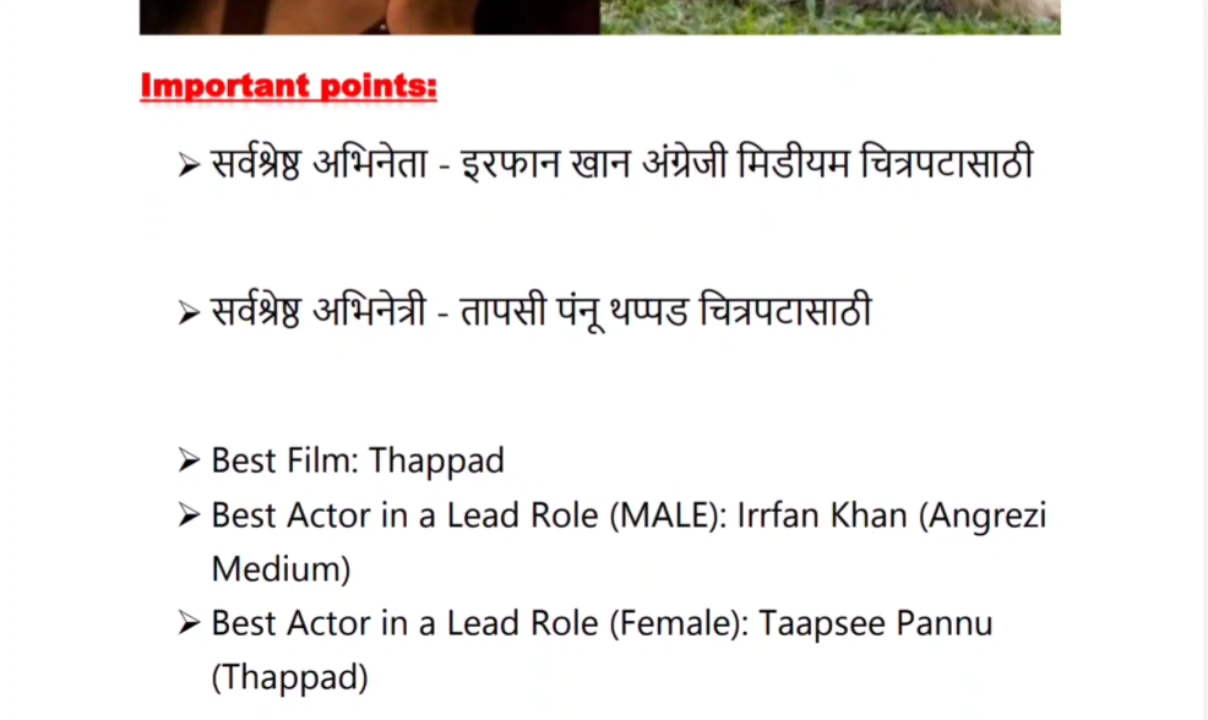 Important points:
➢ सर्वश्रेष्ठ अभिनेता - इरफान खान अंग्रेजी मिडीयम चित्रपटासाठी
➢ सर्वश्रेष्ठ अभिनेत्री - तापसी पंनू थप्पड चित्रपटासाठी
➢ Best Film: Thappad
➢ Best Actor in a Lead Role (MALE): Irrfan Khan (Angrezi
Medium)
➢ Best Actor in a Lead Role (Female): Taapsee Pannu
(Thappad)